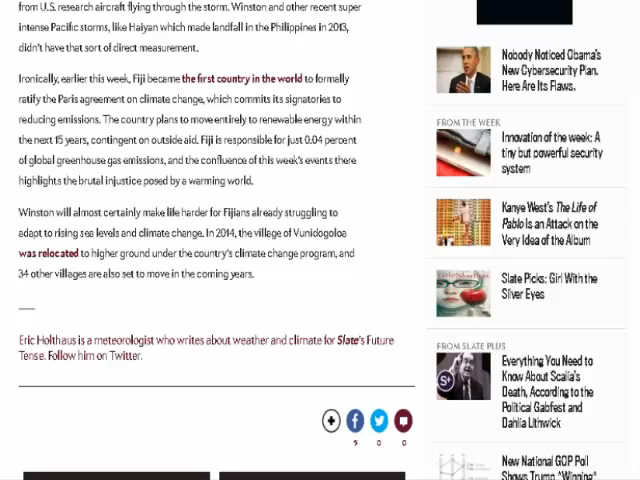 from U.S. research aircraft flying through the storm. Winston and other recent super
intense Pacific storms, like Haiyan which made landfall in the Philippines in 2013,
didn't have that sort of direct measurement.
Ironically, earlier this week, Fiji became the first country in the world to formally
ratify the Paris agreement on climate change, which commits its signatories to
reducing emissions. The country plans to move entirely to renewable energy within
the next 15 years, contingent on outside aid. Fiji is responsible for just 0.04 percent
of global greenhouse gas emissions, and the confluence of this week's events there
highlights the brutal injustice posed by a warming world.
Winston will almost certainly make life harder for Fijians already struggling to
adapt to rising sea levels and climate change. In 2014, the village of Vunidogoloa
was relocated to higher ground under the country's climate change program, and
34 other villages are also set to move in the coming years.
Eric Holthaus is a meteorologist who writes about weather and climate for Slate's Future
Tense. Follow him on Twitter.
9 0 0
Nobody Noticed Obama's
New Cybersecurity Plan.
Here Are Its Flaws.
FROM THE WEEK
Innovation of the week: A
tiny but powerful security
system
Kanye West's The Life of
Pablo Is an Attack on the
Very Idea of the Album
Slate Picks: Girl With the
Silver Eyes
FROM SLATE PLUS
S+
Everything You Need to
Know About Scalia's
Death, According to the
Political Gabfest and
Dahlia Lithwick
New National GOP Poll
Shows Trump "Winning"